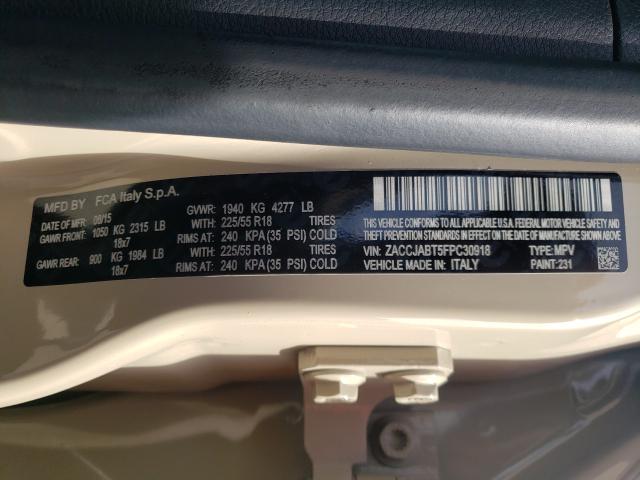 MFD BY FCA Italy S.p.A.
DATE OF MFR: 08/15 GVWR: 1940 KG 4277 LB
GAWR FRONT: 1050 KG 2315 LB WITH: 225/55 R18 TIRES
18x7 RIMS AT: 240 KPA (35 PSI) COLD
GAWR REAR: 900 KG 1984 LB WITH: 225/55 R18 TIRES
18x7 RIMS AT: 240 KPA (35 PSI) COLD
THIS VEHICLE CONFORMS TO ALL APPLICABLE U.S.A. FEDERAL MOTOR VEHICLE SAFETY,
BUMPER, AND THEFT PREVENTION STANDARDS IN EFFECT ON THE DATE OF MANUFACTURE SHOWN ABOVE.
VIN: ZACCJABT5FPC30918 TYPE: MPV
VEHICLE MADE IN: ITALY PAINT: 231